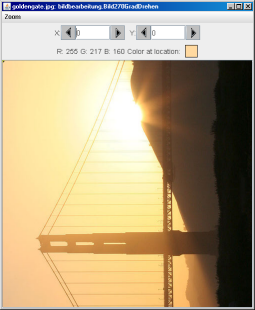 goldengate.jpg: bildbearbeitung.Bild270GradDrehen
Zoom
X: 0 Y: 0
R: 255 G: 217 B: 160 Color at location: